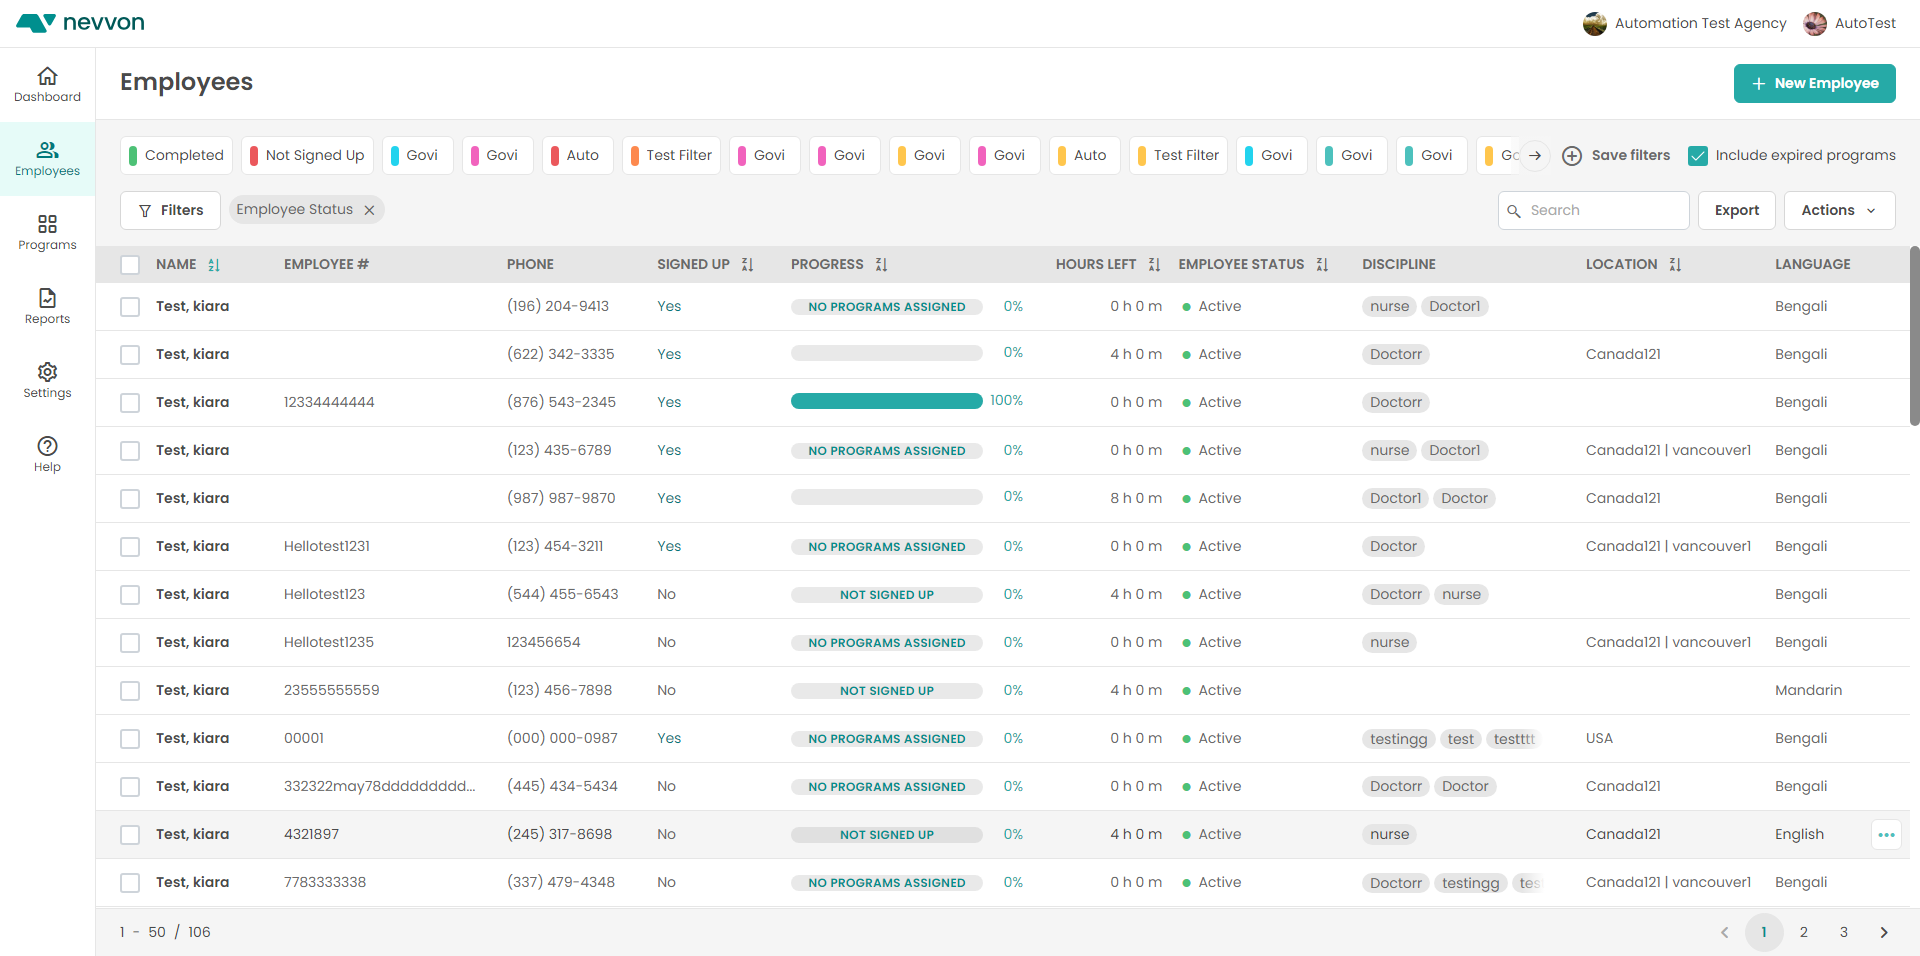 nevvon
Automation Test Agency AutoTest
Dashboard
Employees
Programs
Reports
Settings
Help
Employees
New Employee
Completed Not Signed Up Govi Govi Auto Test Filter Govi Govi Govi Govi Auto Test Filter Govi Govi Govi Save filters Include expired programs
Filters Employee Status Search Export Actions
NAME EMPLOYEE # PHONE SIGNED UP PROGRESS HOURS LEFT EMPLOYEE STATUS DISCIPLINE LOCATION LANGUAGE
Test, kiara (196) 204-9413 Yes NO PROGRAMS ASSIGNED 0% 0 h 0 m Active nurse Doctor1 Bengali
Test, kiara (622) 342-3335 Yes 0% 4 h 0 m Active Doctorr Canada121 Bengali
Test, kiara 12334444444 (876) 543-2345 Yes 100% 0 h 0 m Active Doctorr Bengali
Test, kiara (123) 435-6789 Yes NO PROGRAMS ASSIGNED 0% 0 h 0 m Active nurse Doctor1 Canada121 | vancouver1 Bengali
Test, kiara (987) 987-9870 Yes 0% 8 h 0 m Active Doctor1 Doctor Canada121 Bengali
Test, kiara Hellotest1231 (123) 454-3211 Yes NO PROGRAMS ASSIGNED 0% 0 h 0 m Active Doctor Canada121 | vancouver1 Bengali
Test, kiara Hellotest123 (544) 455-6543 No NOT SIGNED UP 0% 4 h 0 m Active Doctorr nurse Bengali
Test, kiara Hellotest1235 123456654 No NO PROGRAMS ASSIGNED 0% 0 h 0 m Active nurse Canada121 | vancouver1 Bengali
Test, kiara 23555555559 (123) 456-7898 No NOT SIGNED UP 0% 4 h 0 m Active Mandarin
Test, kiara 00001 (000) 000-0987 Yes NO PROGRAMS ASSIGNED 0% 0 h 0 m Active testingg test testttt USA Bengali
Test, kiara 332322may78ddddddddd... (445) 434-5434 No NO PROGRAMS ASSIGNED 0% 0 h 0 m Active Doctorr Doctor Canada121 Bengali
Test, kiara 4321897 (245) 317-8698 No NOT SIGNED UP 0% 4 h 0 m Active nurse Canada121 English
Test, kiara 7783333338 (337) 479-4348 No NO PROGRAMS ASSIGNED 0% 0 h 0 m Active Doctorr testingg Canada121 | vancouver1 Bengali
1 - 50 / 106 1 2 3